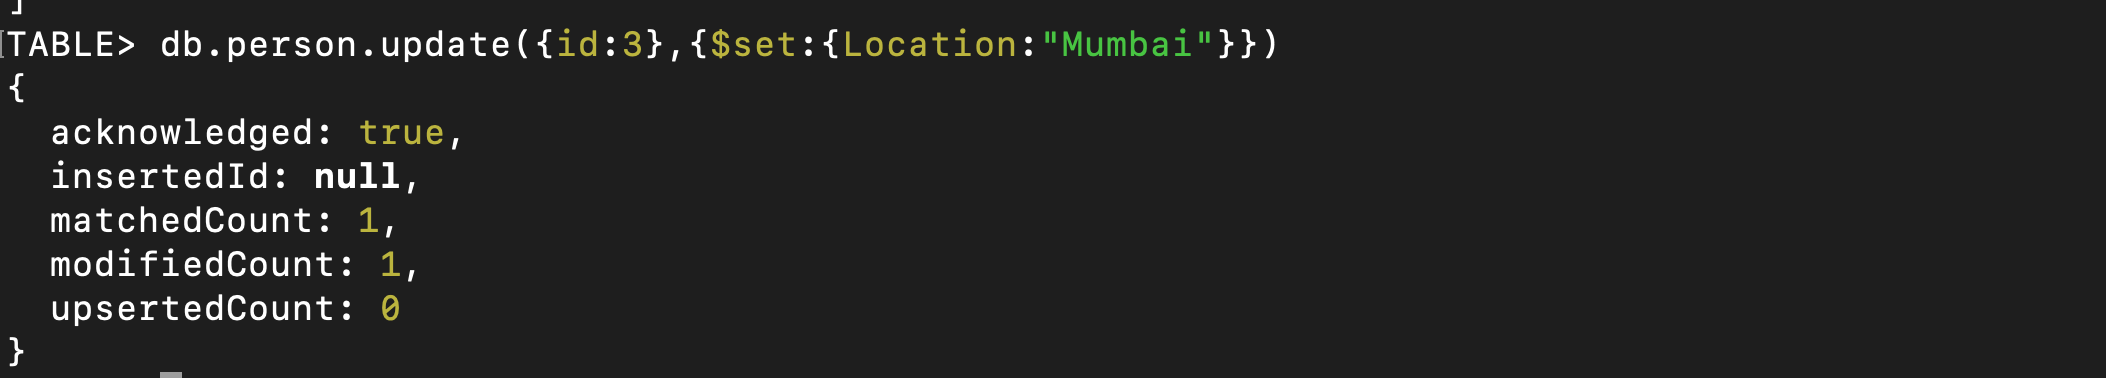 ]
TABLE> db.person.update({id:3},{$set:{Location:"Mumbai"}})
{
  acknowledged: true,
  insertedId: null,
  matchedCount: 1,
  modifiedCount: 1,
  upsertedCount: 0
}